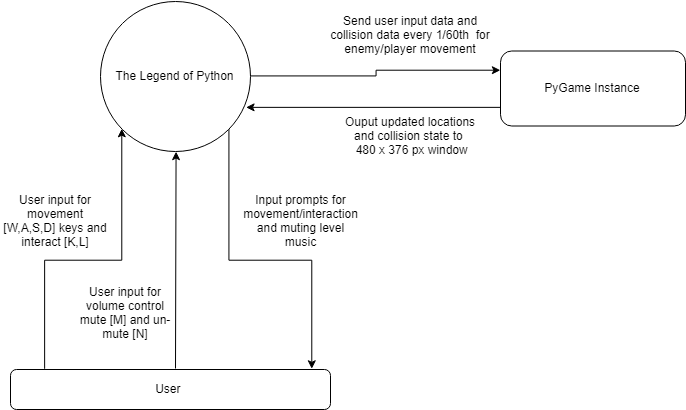 Send user input data and
collision data every 1/60th for
enemy/player movement
The Legend of Python
PyGame Instance
Ouput updated locations
and collision state to
480 x 376 px window
User input for
movement
[W,A,S,D] keys and
interact [K,L]
Input prompts for
movement/interaction
and muting level
music
User input for
volume control
mute [M] and un-
mute [N]
User